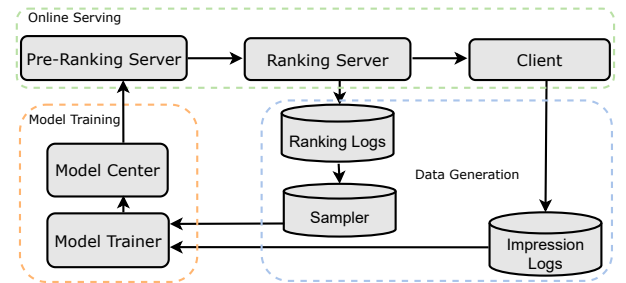 Online Serving
Pre-Ranking Server
Ranking Server
Client
Model Training
Ranking Logs
Model Center
Data Generation
Sampler
Model Trainer
Impression
Logs